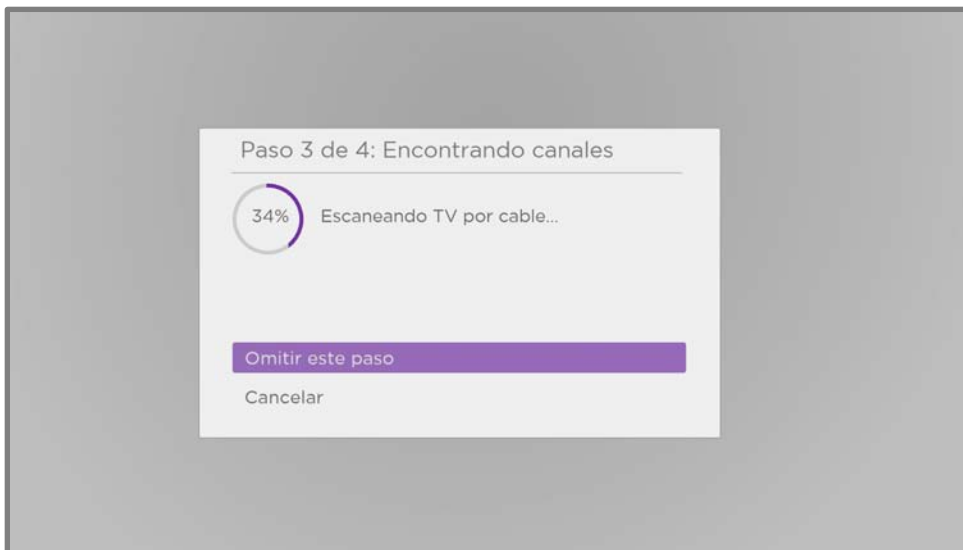 Paso 3 de 4: Encontrando canales
34%
Escaneando TV por cable...
Omitir este paso
Cancelar